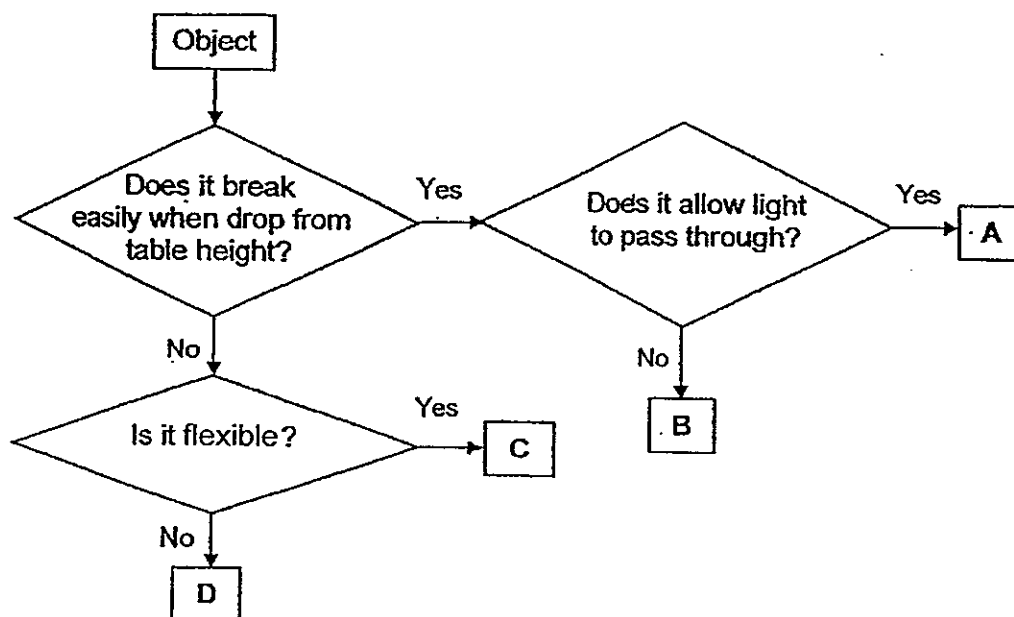 Object
Does it break
easily when drop from
table height?
Yes
Does it allow light
to pass through?
Yes
A
No
No
B
Is it flexible?
Yes
C
No
D